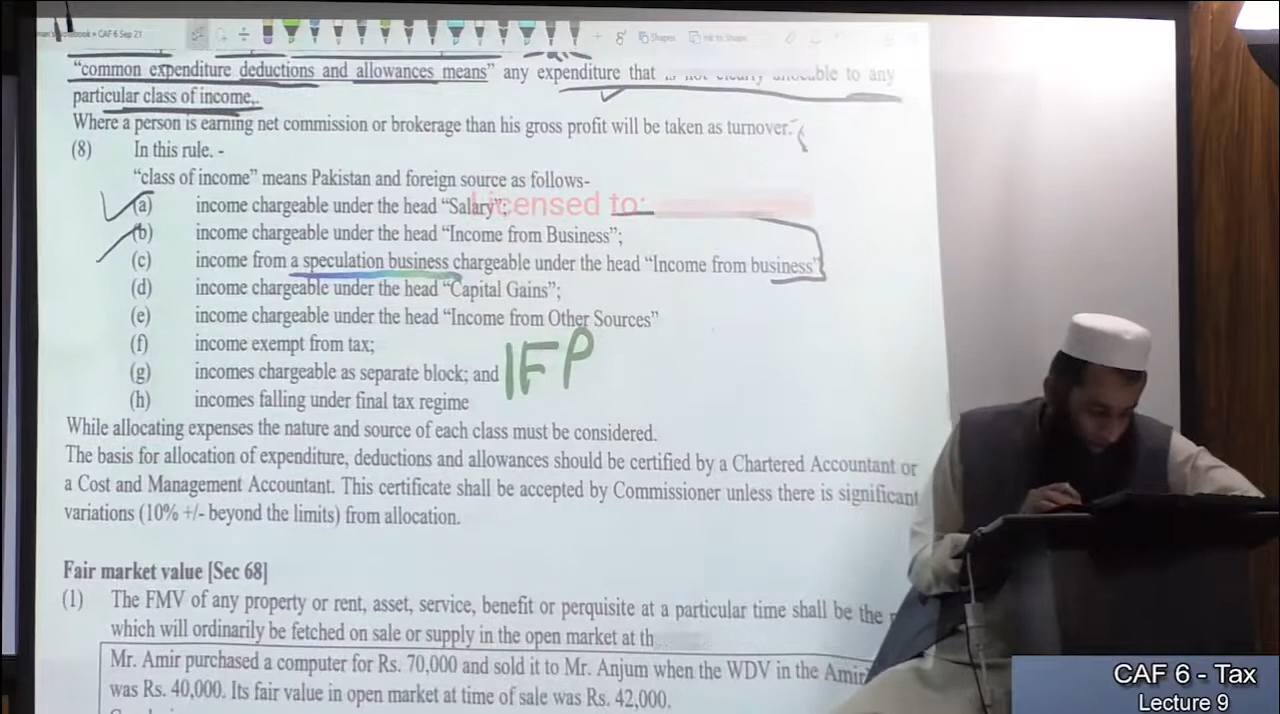 CAF 6 Sep 21
Shapes Ink to Shape
“common expenditure deductions and allowances means” any expenditure that is not clearly allocable to any
particular class of income,.
Where a person is earning net commission or brokerage than his gross profit will be taken as turnover.
(8) In this rule. -
“class of income” means Pakistan and foreign source as follows-
(a) income chargeable under the head “Salary”;
Licensed to:
(b) income chargeable under the head “Income from Business”;
(c) income from a speculation business chargeable under the head “Income from business”
(d) income chargeable under the head “Capital Gains”;
(e) income chargeable under the head “Income from Other Sources”
(f) income exempt from tax;
(g) incomes chargeable as separate block; and
IFP
(h) incomes falling under final tax regime
While allocating expenses the nature and source of each class must be considered.
The basis for allocation of expenditure, deductions and allowances should be certified by a Chartered Accountant or
a Cost and Management Accountant. This certificate shall be accepted by Commissioner unless there is significant
variations (10% +/- beyond the limits) from allocation.
Fair market value [Sec 68]
(1) The FMV of any property or rent, asset, service, benefit or perquisite at a particular time shall be the
which will ordinarily be fetched on sale or supply in the open market at th
Mr. Amir purchased a computer for Rs. 70,000 and sold it to Mr. Anjum when the WDV in the Amir
was Rs. 40,000. Its fair value in open market at time of sale was Rs. 42,000.
CAF 6 - Tax
Lecture 9